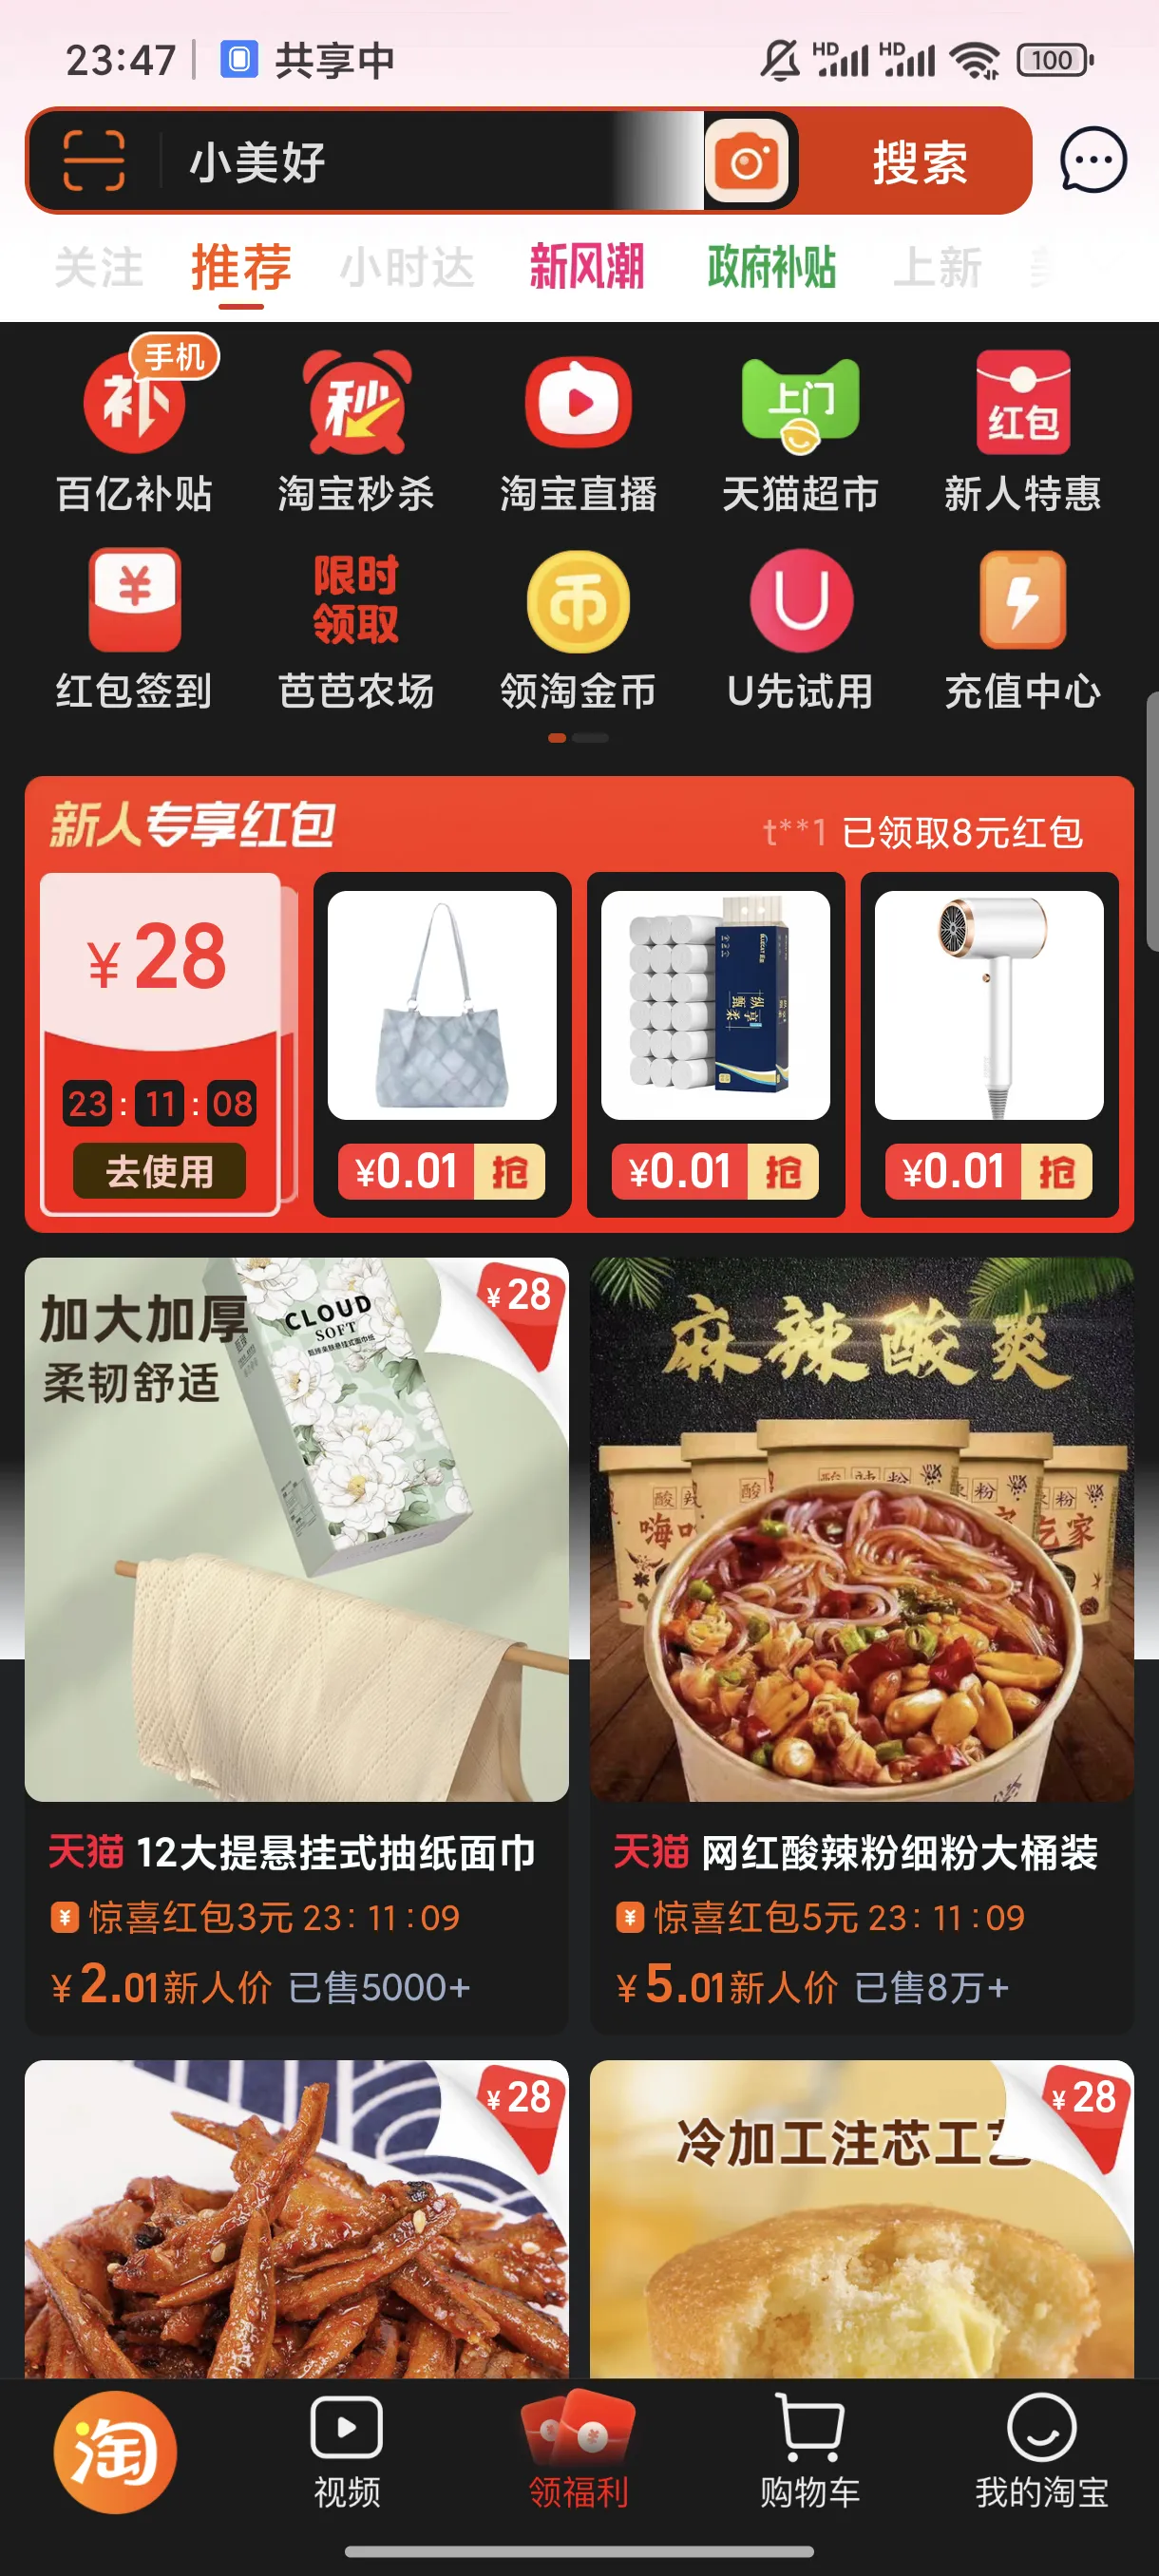 23:47 共享中 HD HD 100
小美好 搜索
关注 推荐 小时达 新风潮 政府补贴 上新
补 手机 秒 上门 红包
百亿补贴 淘宝秒杀 淘宝直播 天猫超市 新人特惠
¥ 限时领取 币 U
红包签到 芭芭农场 领淘金币 U先试用 充值中心
新人专享红包 t**1 已领取8元红包
¥28
23:11:08
去使用
纵享甄柔
¥0.01 抢 ¥0.01 抢 ¥0.01 抢
加大加厚
柔韧舒适
CLOUD
SOFT
¥28
麻辣酸爽
酸辣粉
天猫 12大提悬挂式抽纸面巾
惊喜红包3元 23:11:09
¥2.01新人价 已售5000+
天猫 网红酸辣粉细粉大桶装
惊喜红包5元 23:11:09
¥5.01新人价 已售8万+
¥28
冷加工注芯工艺
¥28
淘 视频 领福利 购物车 我的淘宝